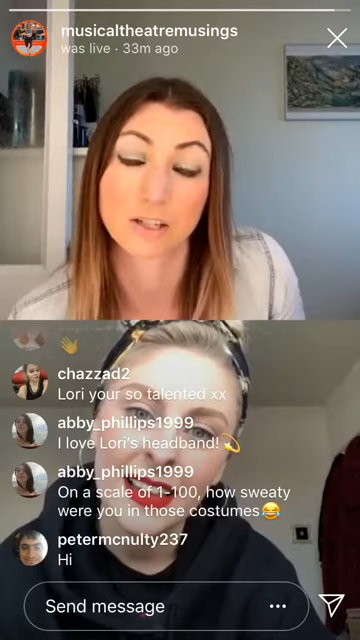 musicaltheatremusings
was live · 33m ago
chazzad2
Lori your so talented xx
abby_phillips1999
I love Lori's headband! 💫
abby_phillips1999
On a scale of 1-100, how sweaty
were you in those costumes😂
petermcnulty237
Hi
Send message